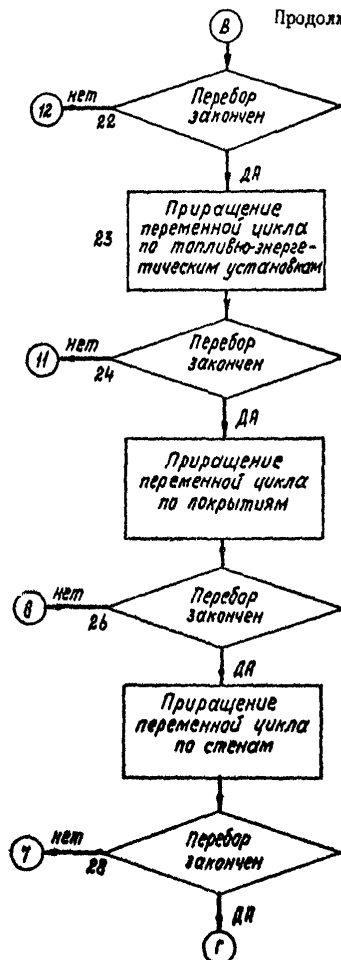 В
Продолж
Перебор
закончен
нет
12
22
ДА
Приращение
переменной цикла
по топливю-энерге-
тическим установкам
23
Перебор
закончен
нет
11
24
ДА
Приращение
переменной цикла
по покрытиям
Перебор
закончен
нет
8
26
ДА
Приращение
переменной цикла
по стенам
Перебор
закончен
нет
7
28
ДА
Г